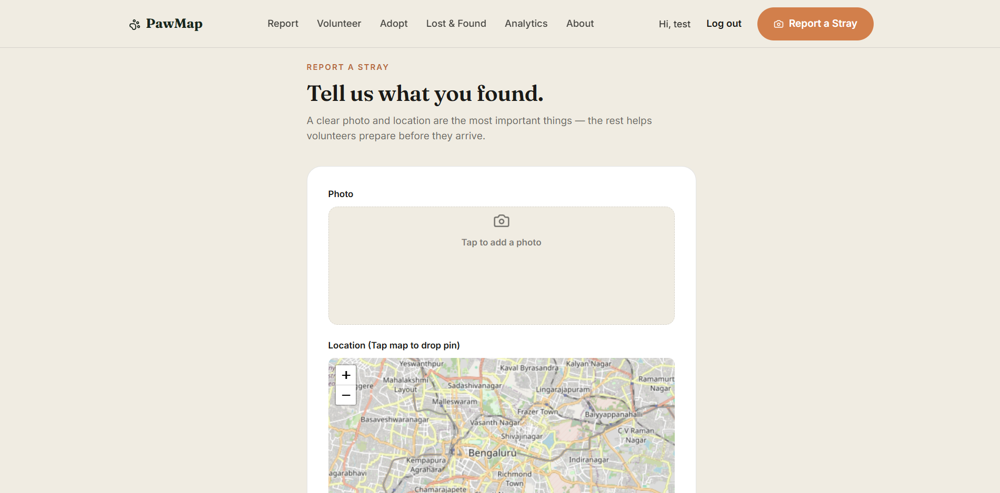 PawMap
Report Volunteer Adopt Lost & Found Analytics About
Hi, test Log out Report a Stray
REPORT A STRAY
Tell us what you found.
A clear photo and location are the most important things — the rest helps
volunteers prepare before they arrive.
Photo
Tap to add a photo
Location (Tap map to drop pin)
+
−
Yeswanthpur
Kaval Byrasandra
Kalyan Nagar
Mahalakshmi
Layout
Sadashivanagar
Lingarajapuram
Ramamurt
Nagar
ggere
Malleswaram
Frazer Town
Baiyyappanahalli
Basaveshwaranagar
Vasanth Nagar
Shivajinagar
C V Raman
Nagar
Bengaluru
Kempapura
Agrahara
Indiranagar
agarabhavi
Richmond
Town
Chamarajapete